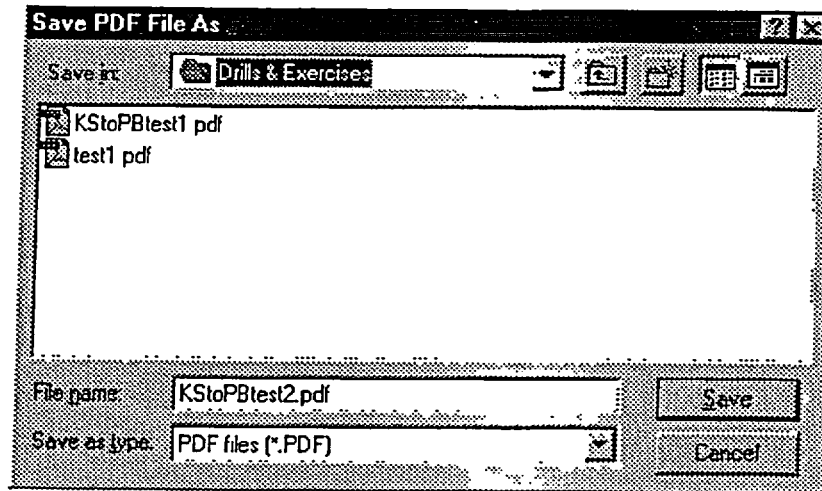 Save PDF File As
Save in: Drills & Exercises
KStoPBtest1 pdf
test1 pdf
File name: KStoPBtest2.pdf Save
Save as type: PDF files (*.PDF) Cancel